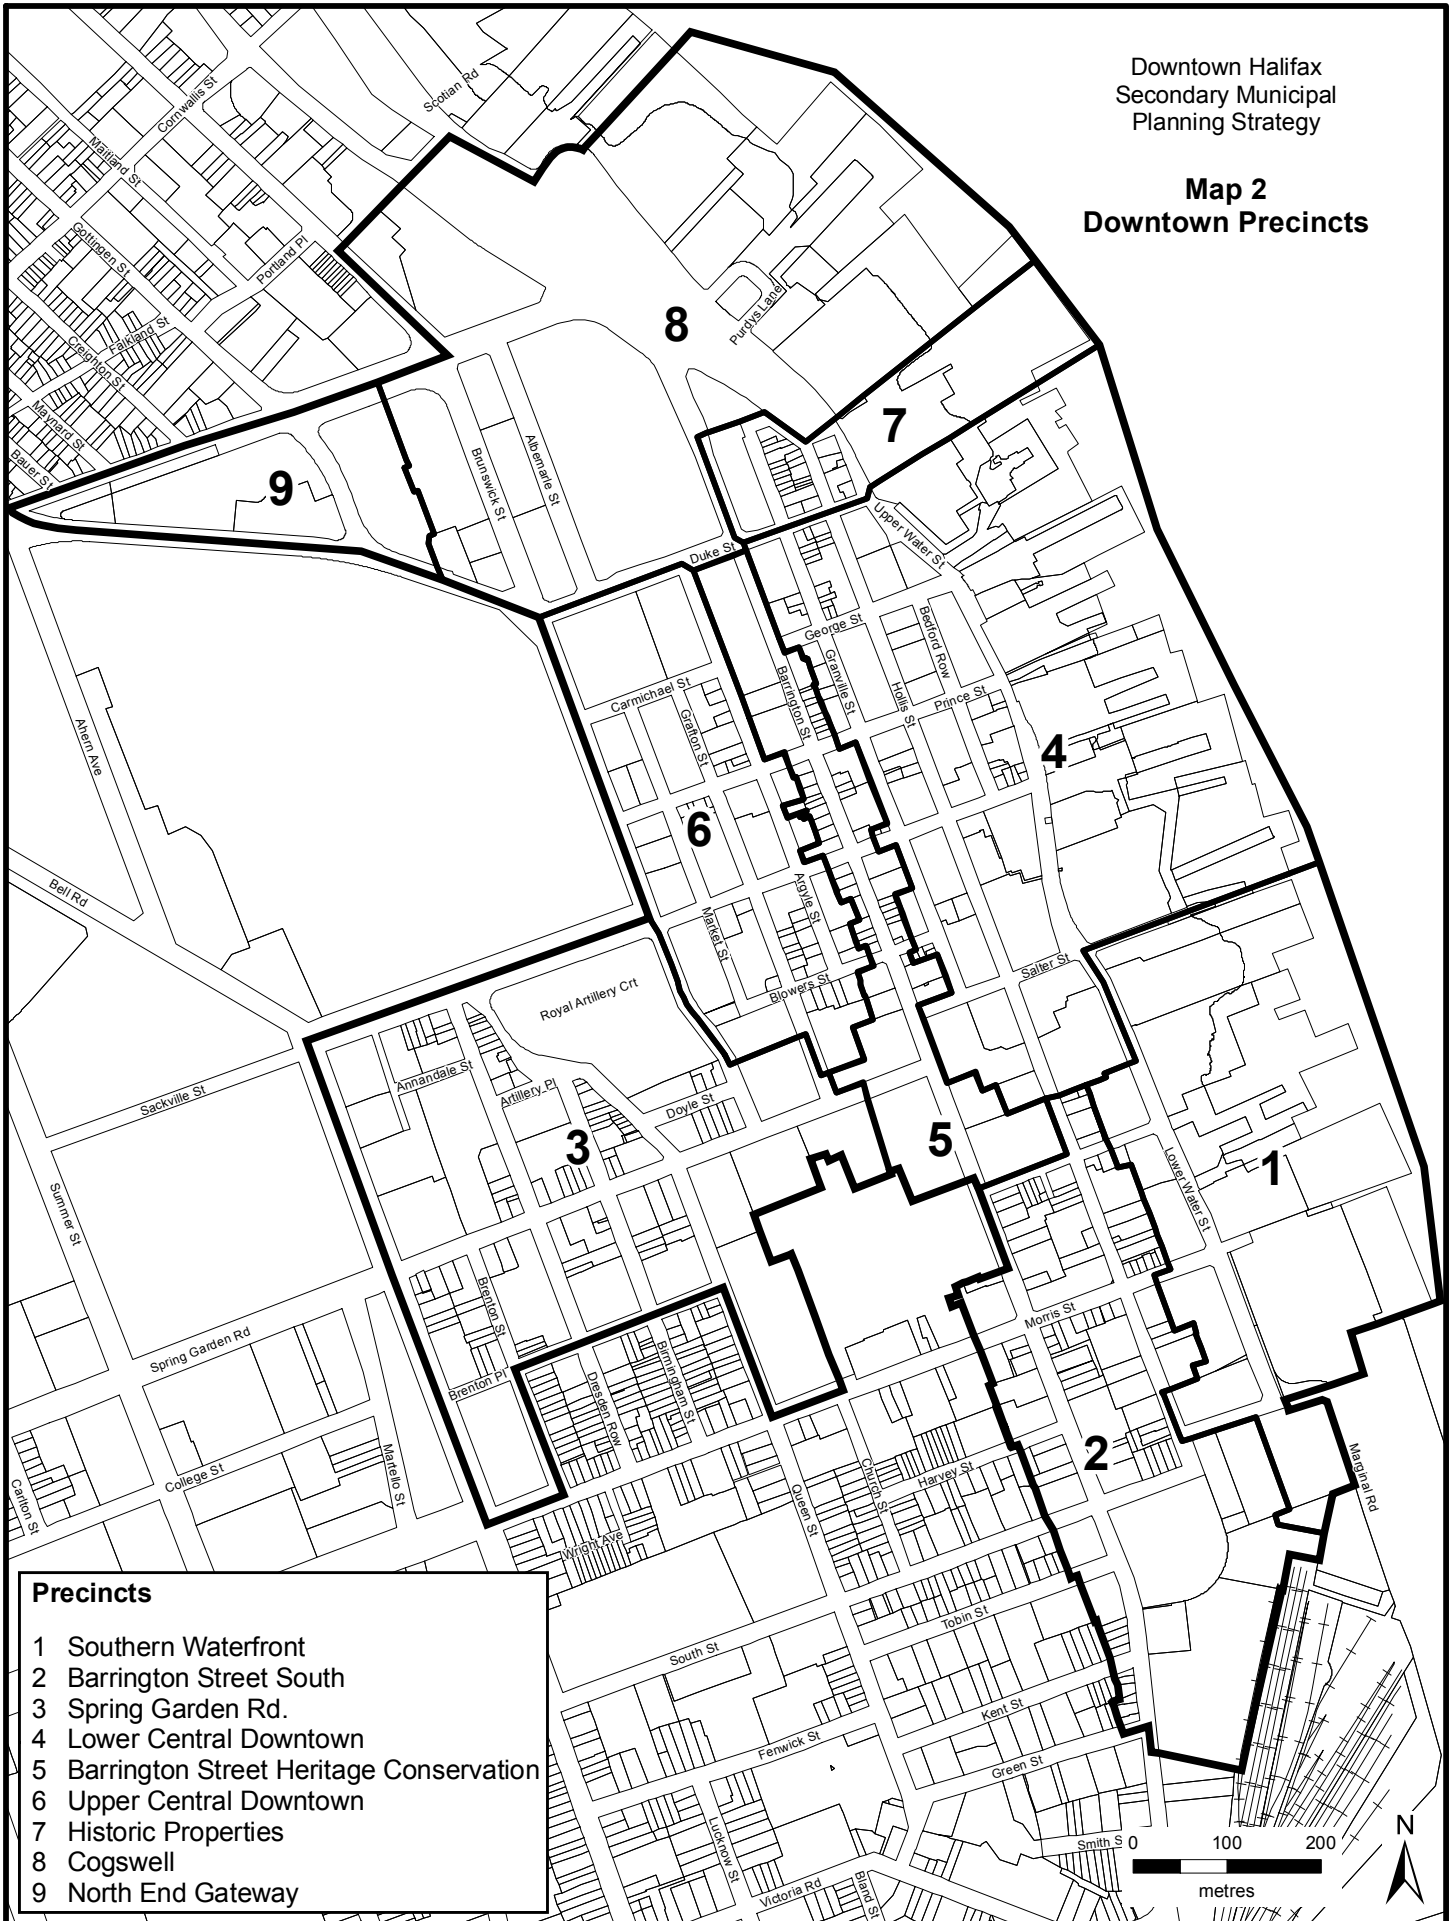 Downtown Halifax
Secondary Municipal
Planning Strategy
Map 2
Downtown Precincts
Scotian Rd
Cornwallis St
Maitland St
Gottingen St
Portland Pl
Falkland St
Creighton St
Maynard St
Bauer St
8
Purdys Lane
7
9
Brunswick St
Albemarle St
Duke St
Upper Water St
George St
Bedford Row
Granville St
Barrington St
Hollis St
Prince St
Carmichael St
Grafton St
4
6
Ahern Ave
Bell Rd
Argyle St
Market St
Blowers St
Salter St
Royal Artillery Crt
Annandale St
Artillery Pl
Doyle St
Sackville St
3
5
1
Lower Water St
Summer St
Brenton St
Morris St
Spring Garden Rd
Brenton Pl
Dresden Row
Birmingham St
2
Martello St
College St
Carlton St
Queen St
Church St
Harvey St
Marginal Rd
Wright Ave
Tobin St
South St
Kent St
Fenwick St
Green St
Lucknow St
Victoria Rd
Bland St
Smith S
Precincts
1 Southern Waterfront
2 Barrington Street South
3 Spring Garden Rd.
4 Lower Central Downtown
5 Barrington Street Heritage Conservation
6 Upper Central Downtown
7 Historic Properties
8 Cogswell
9 North End Gateway
0 100 200
metres
N